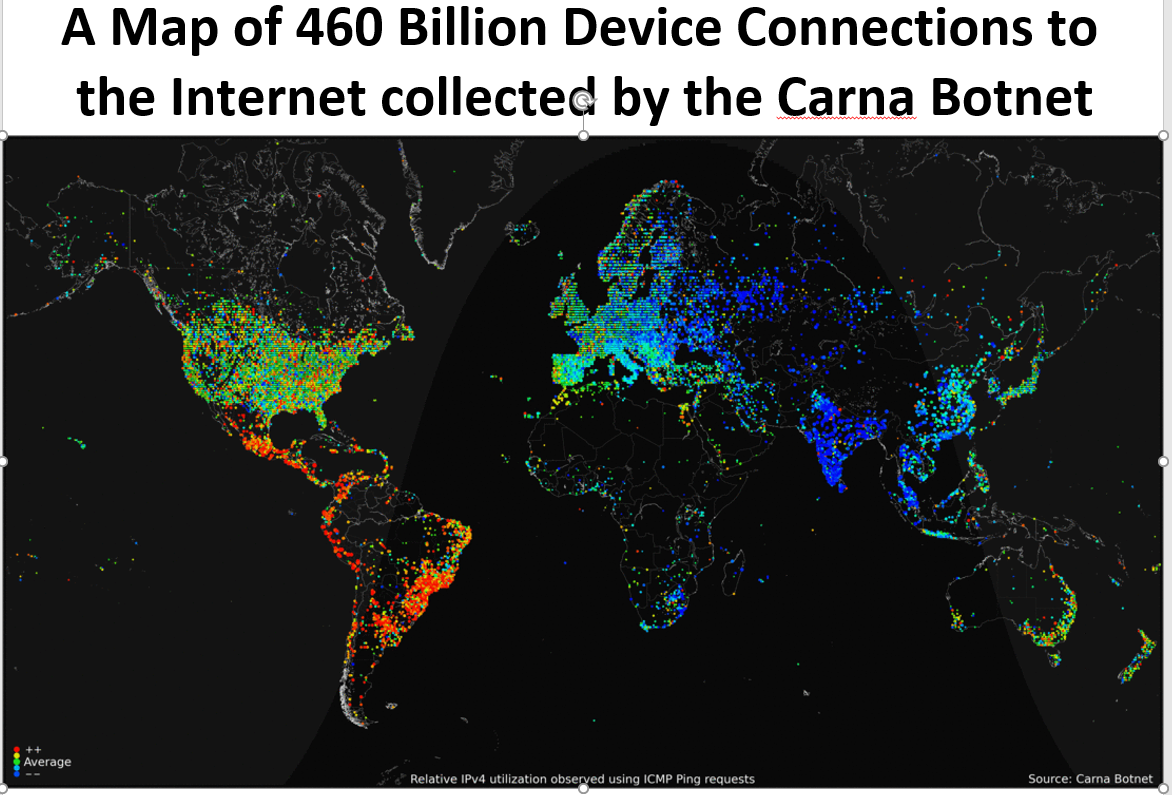 A Map of 460 Billion Device Connections to
the Internet collected by the Carna Botnet
++
Average
--
Relative IPv4 utilization observed using ICMP Ping requests
Source: Carna Botnet